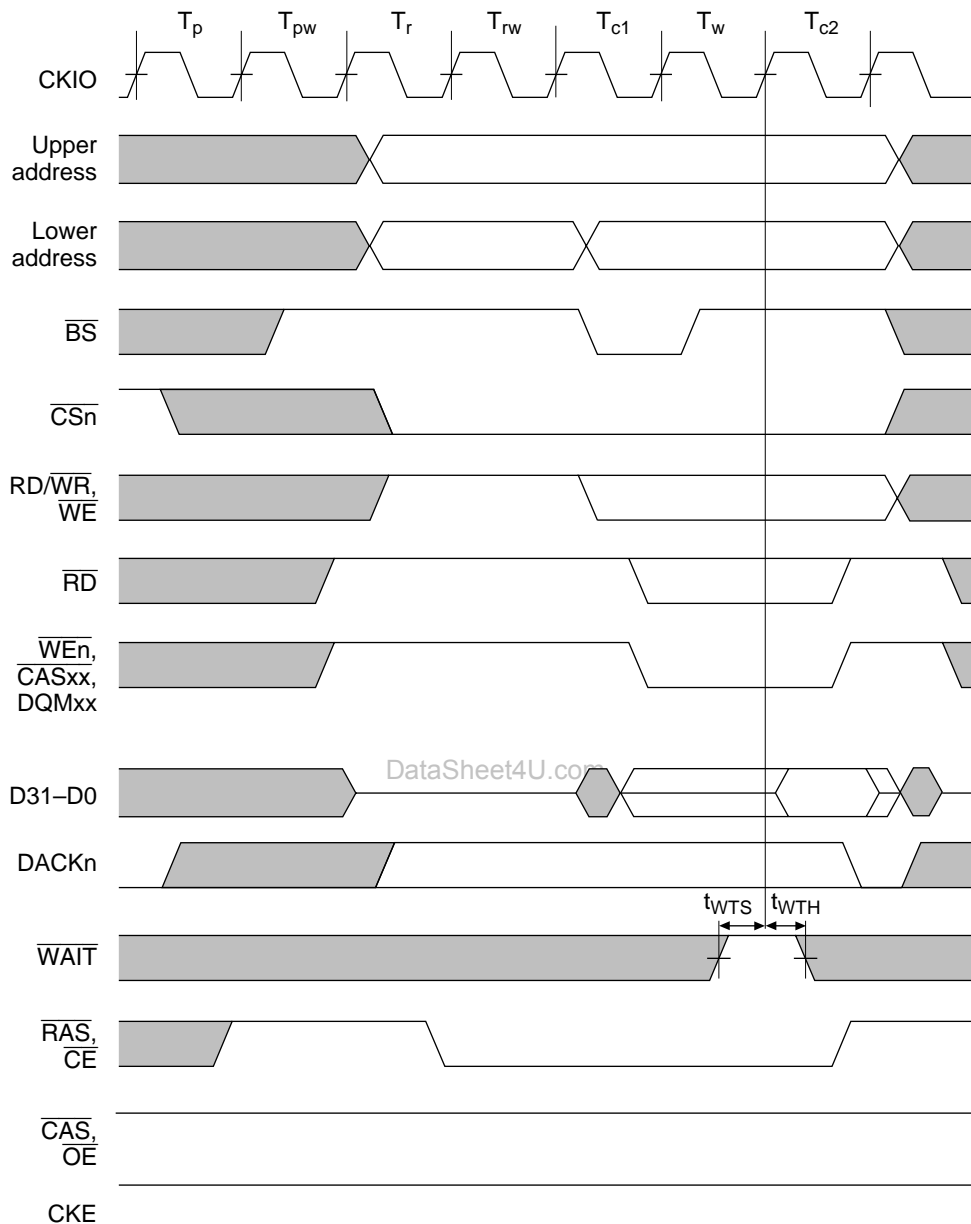 Tp Tpw Tr Trw Tc1 Tw Tc2
CKIO
Upper
address
Lower
address
BS
CSn
RD/WR,
WE
RD
WEn,
CASxx,
DQMxx
DataSheet4U.com
D31–D0
DACKn
tWTS tWTH
WAIT
RAS,
CE
CAS,
OE
CKE